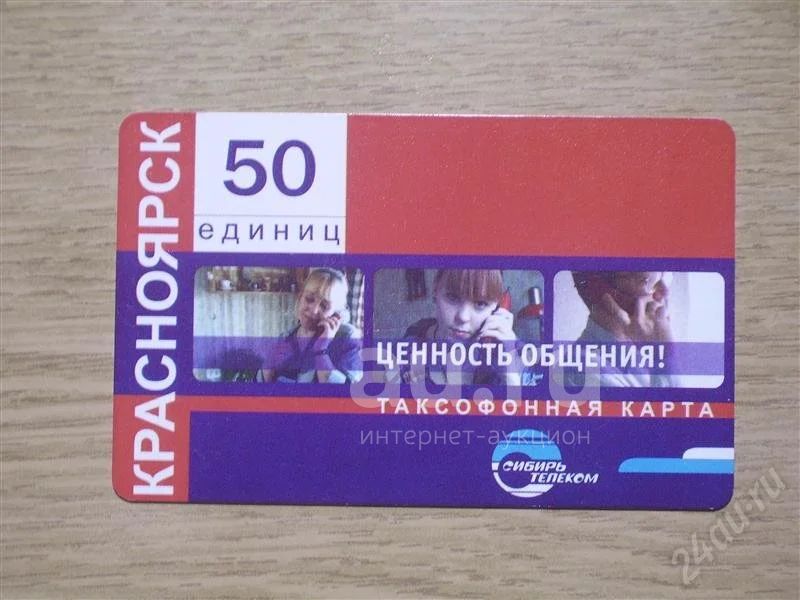 КРАСНОЯРСК
50
единиц
ЦЕННОСТЬ ОБЩЕНИЯ!
ТАКСОФОННАЯ КАРТА
au.ru
интернет-аукцион
СИБИРЬ
ТЕЛЕКОМ
24au.ru